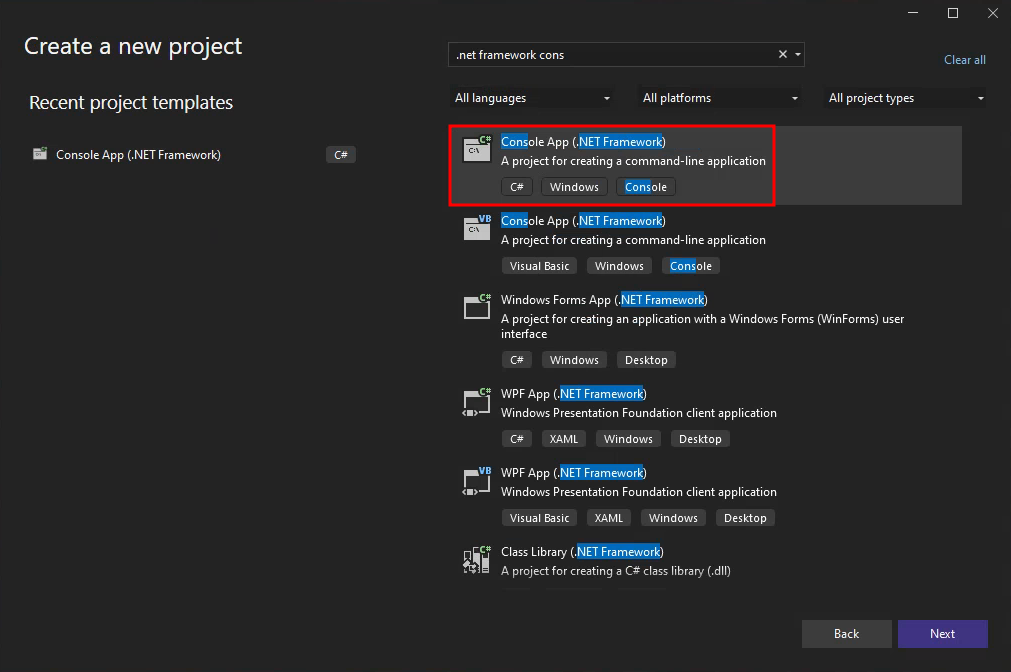 Create a new project
.net framework cons
Clear all
Recent project templates
All languages
All platforms
All project types
Console App (.NET Framework)
C#
C#
C:\
Console App (.NET Framework)
A project for creating a command-line application
C# Windows Console
VB
C:\
Console App (.NET Framework)
A project for creating a command-line application
Visual Basic Windows Console
C#
Windows Forms App (.NET Framework)
A project for creating an application with a Windows Forms (WinForms) user
interface
C# Windows Desktop
C#
WPF App (.NET Framework)
Windows Presentation Foundation client application
C# XAML Windows Desktop
VB
WPF App (.NET Framework)
Windows Presentation Foundation client application
Visual Basic XAML Windows Desktop
C#
Class Library (.NET Framework)
A project for creating a C# class library (.dll)
Back
Next